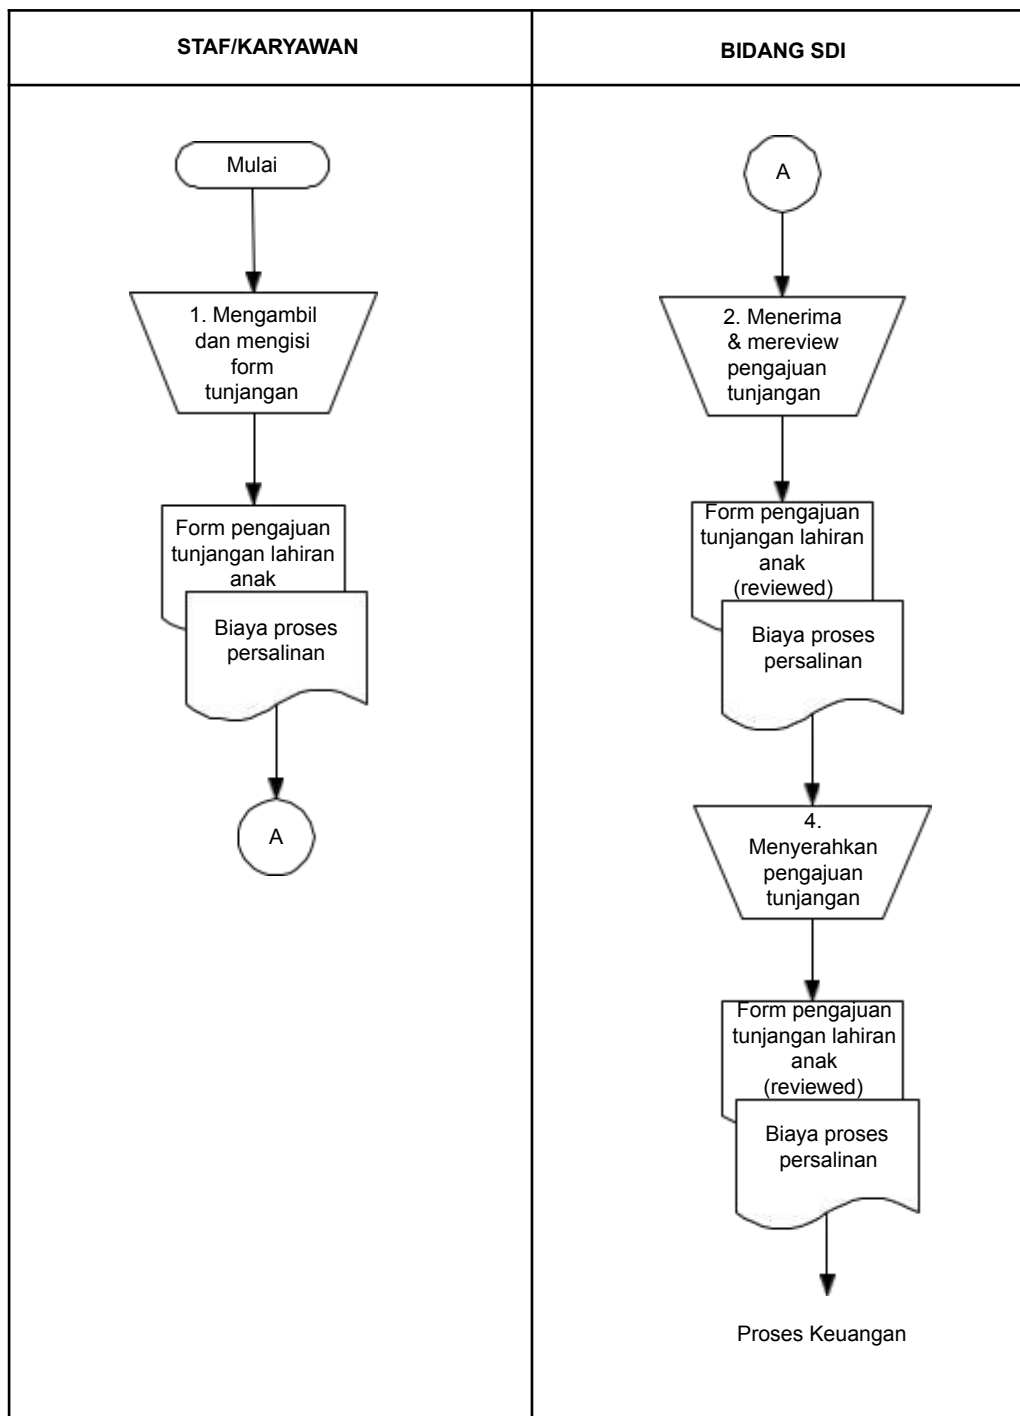 STAF/KARYAWAN
BIDANG SDI
Mulai
1. Mengambil
dan mengisi
form
tunjangan
Form pengajuan
tunjangan lahiran
anak
Biaya proses
persalinan
A
A
2. Menerima
& mereview
pengajuan
tunjangan
Form pengajuan
tunjangan lahiran
anak
(reviewed)
Biaya proses
persalinan
4.
Menyerahkan
pengajuan
tunjangan
Form pengajuan
tunjangan lahiran
anak
(reviewed)
Biaya proses
persalinan
Proses Keuangan